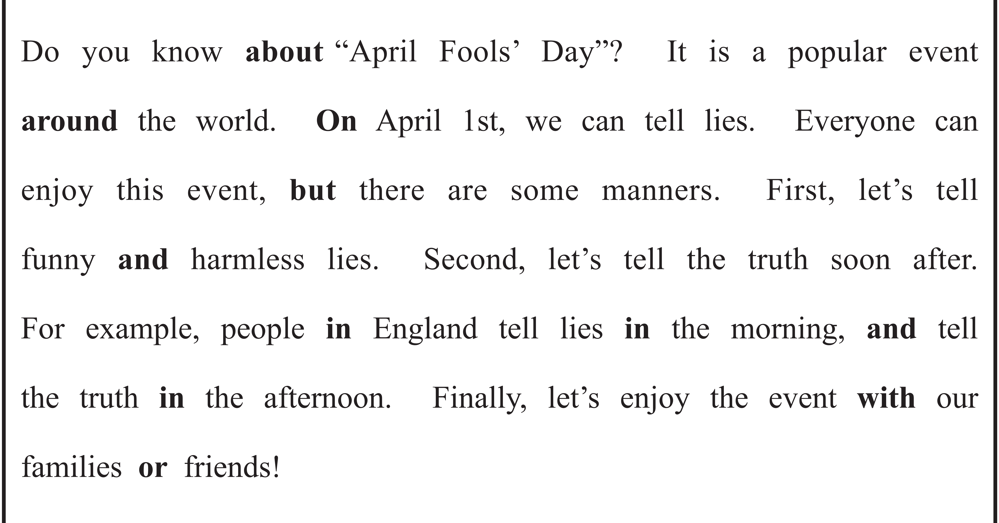 Do you know about “April Fools’ Day”? It is a popular event
around the world. On April 1st, we can tell lies. Everyone can
enjoy this event, but there are some manners. First, let’s tell
funny and harmless lies. Second, let’s tell the truth soon after.
For example, people in England tell lies in the morning, and tell
the truth in the afternoon. Finally, let’s enjoy the event with our
families or friends!